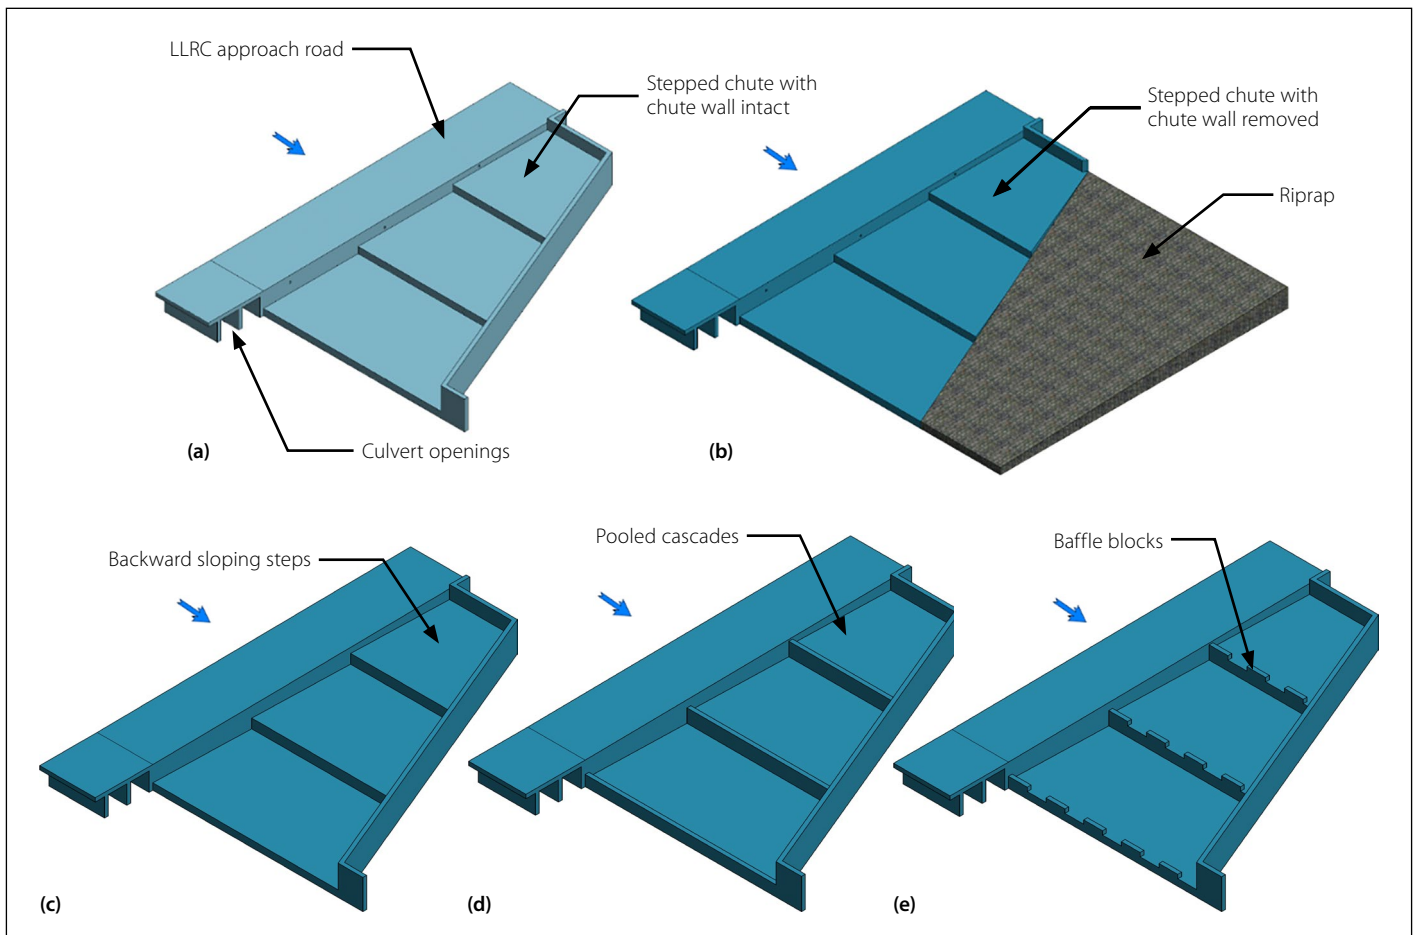 LLRC approach road
Stepped chute with
chute wall intact
Culvert openings
(a)
Stepped chute with
chute wall removed
Riprap
(b)
Backward sloping steps
(c)
Pooled cascades
(d)
Baffle blocks
(e)